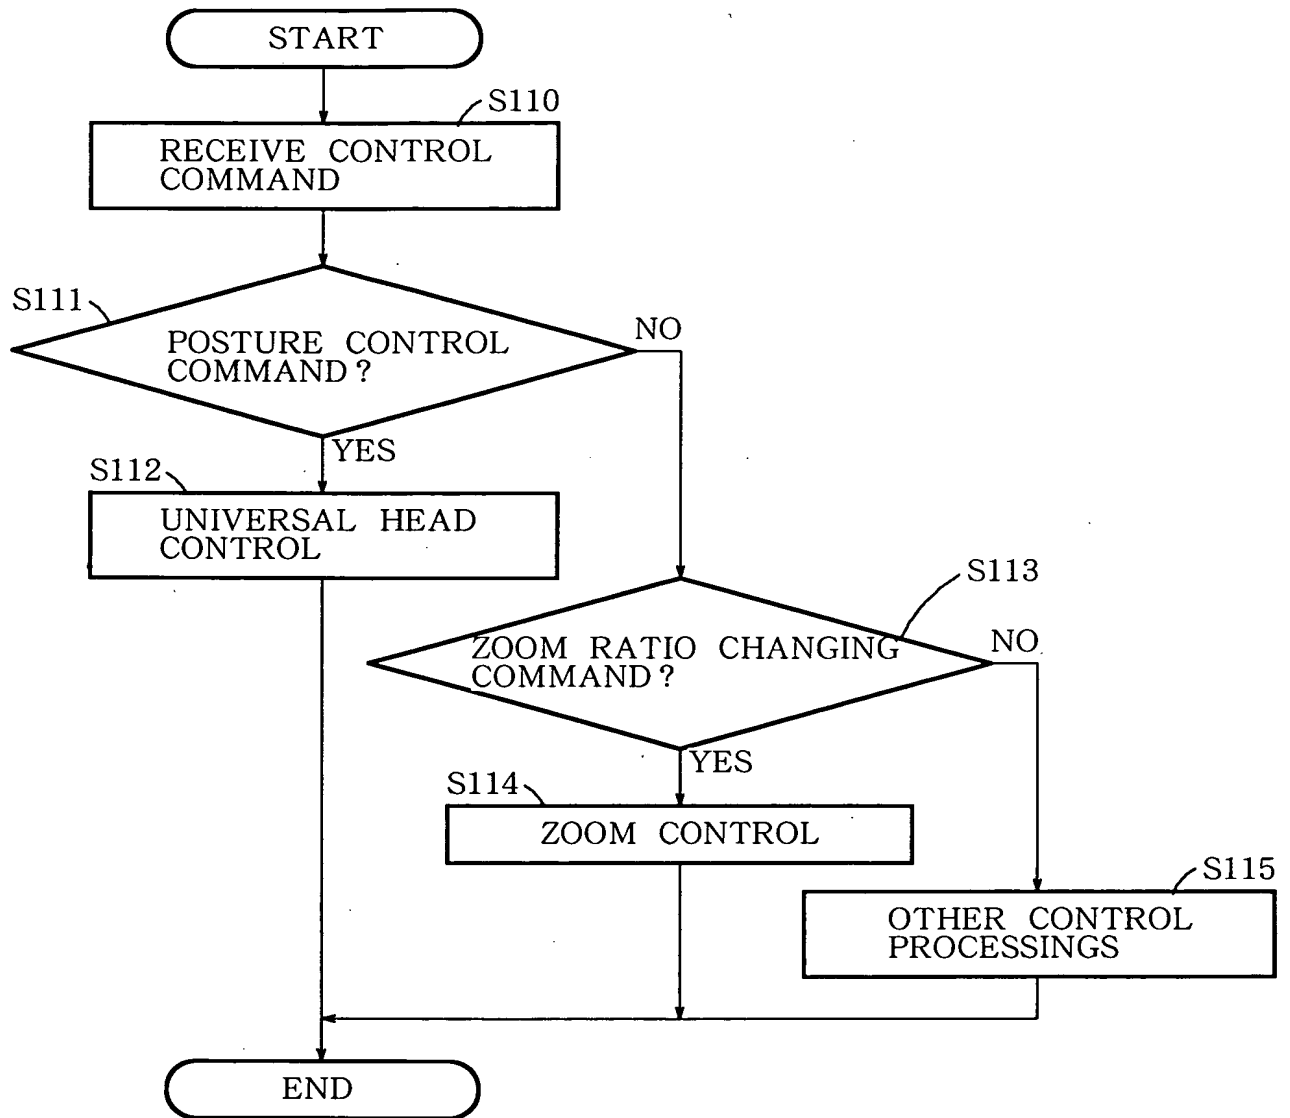 START
S110
RECEIVE CONTROL
COMMAND
S111
POSTURE CONTROL
COMMAND?
NO
YES
S112
UNIVERSAL HEAD
CONTROL
S113
ZOOM RATIO CHANGING
COMMAND?
NO
YES
S114
ZOOM CONTROL
S115
OTHER CONTROL
PROCESSINGS
END